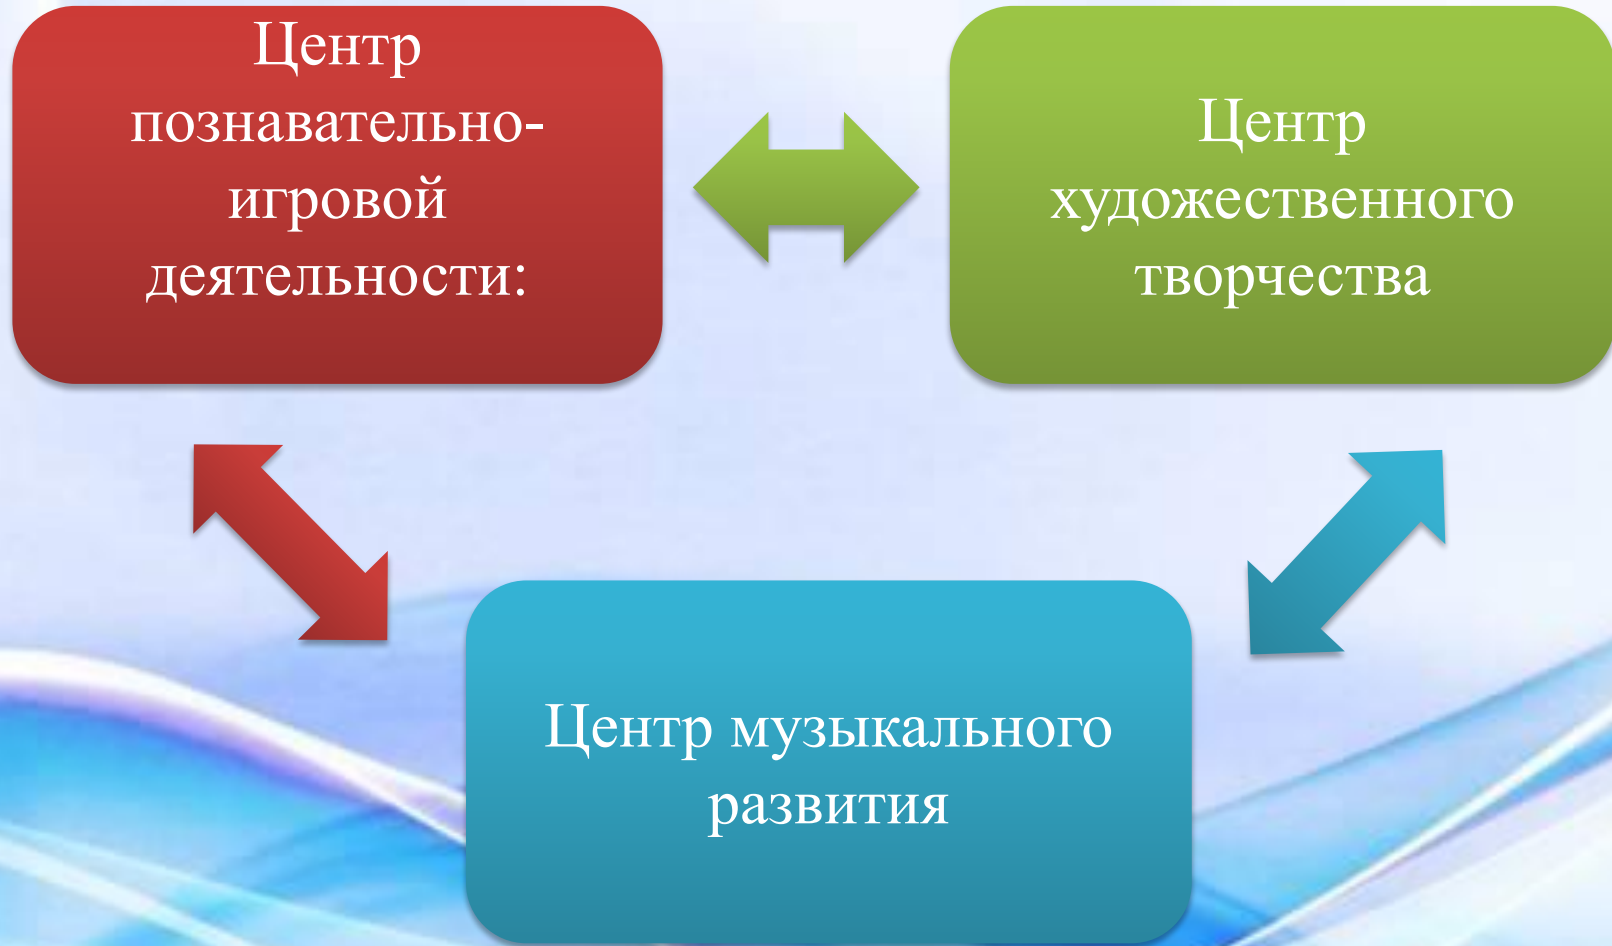 Центр
познавательно-
игровой
деятельности:
Центр
художественного
творчества
Центр музыкального
развития